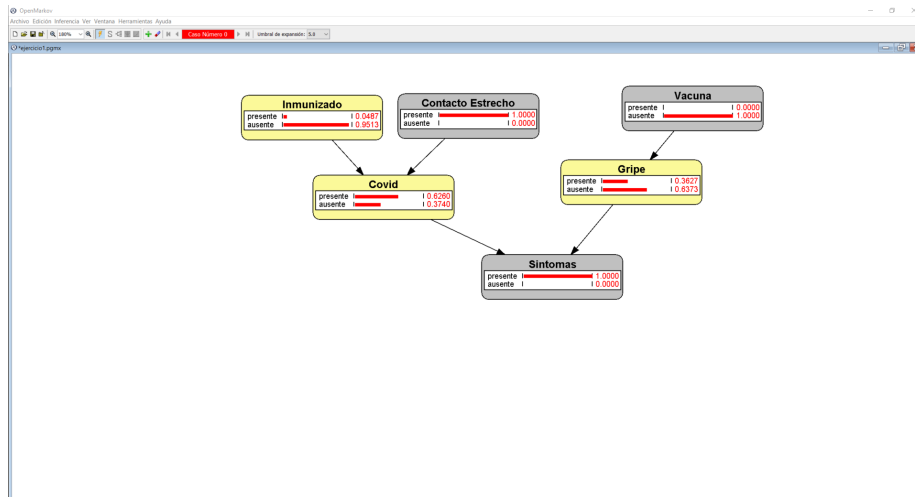 OpenMarkov
Archivo Edición Inferencia Ver Ventana Herramientas Ayuda
100% Caso Número 0 Umbral de expansión: 5.0
*ejercicio1.pgmx
Inmunizado
presente 0.0487
ausente 0.9513
Contacto Estrecho
presente 1.0000
ausente 0.0000
Vacuna
presente 0.0000
ausente 1.0000
Covid
presente 0.6260
ausente 0.3740
Gripe
presente 0.3627
ausente 0.6373
Sintomas
presente 1.0000
ausente 0.0000